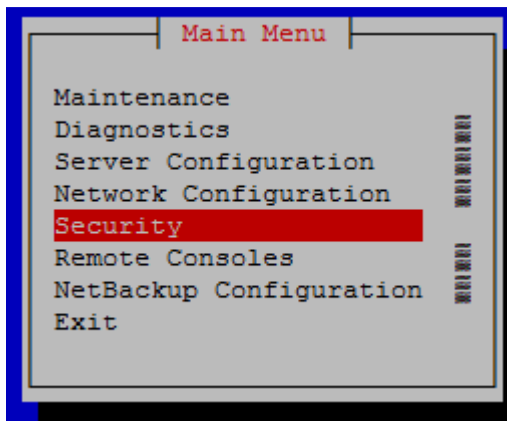 Main Menu
Maintenance
Diagnostics
Server Configuration
Network Configuration
Security
Remote Consoles
NetBackup Configuration
Exit